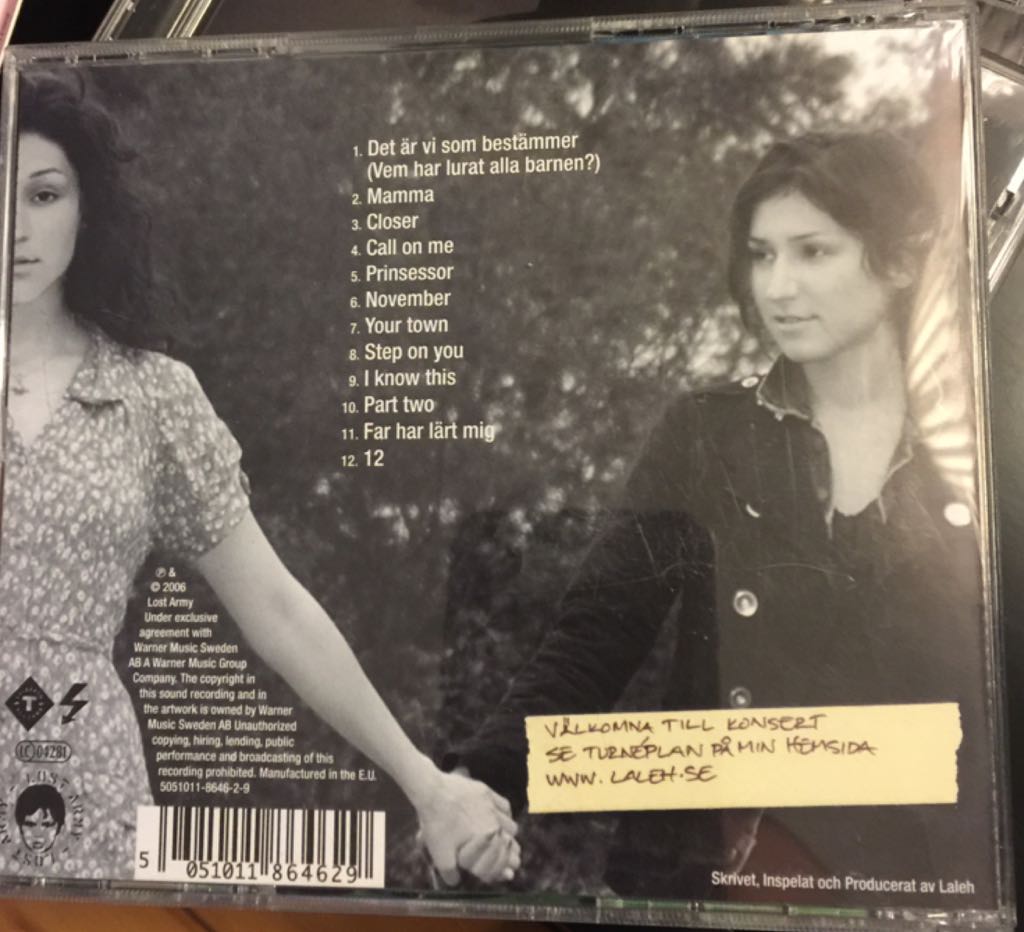 1. Det är vi som bestämmer
(Vem har lurat alla barnen?)
2. Mamma
3. Closer
4. Call on me
5. Prinsessor
6. November
7. Your town
8. Step on you
9. I know this
10. Part two
11. Far har lärt mig
12. 12
℗ &
© 2006
Lost Army
Under exclusive
agreement with
Warner Music Sweden
AB A Warner Music Group
Company. The copyright in
this sound recording and in
the artwork is owned by Warner
Music Sweden AB Unauthorized
copying, hiring, lending, public
performance and broadcasting of this
recording prohibited. Manufactured in the E.U.
5051011-8646-2-9
T
LC 04281
LOST ARMY
LOST ARMY
5 051011 864629
VÄLKOMNA TILL KONSERT
SE TURNÉPLAN PÅ MIN HEMSIDA
WWW.LALEH.SE
Skrivet, Inspelat och Producerat av Laleh